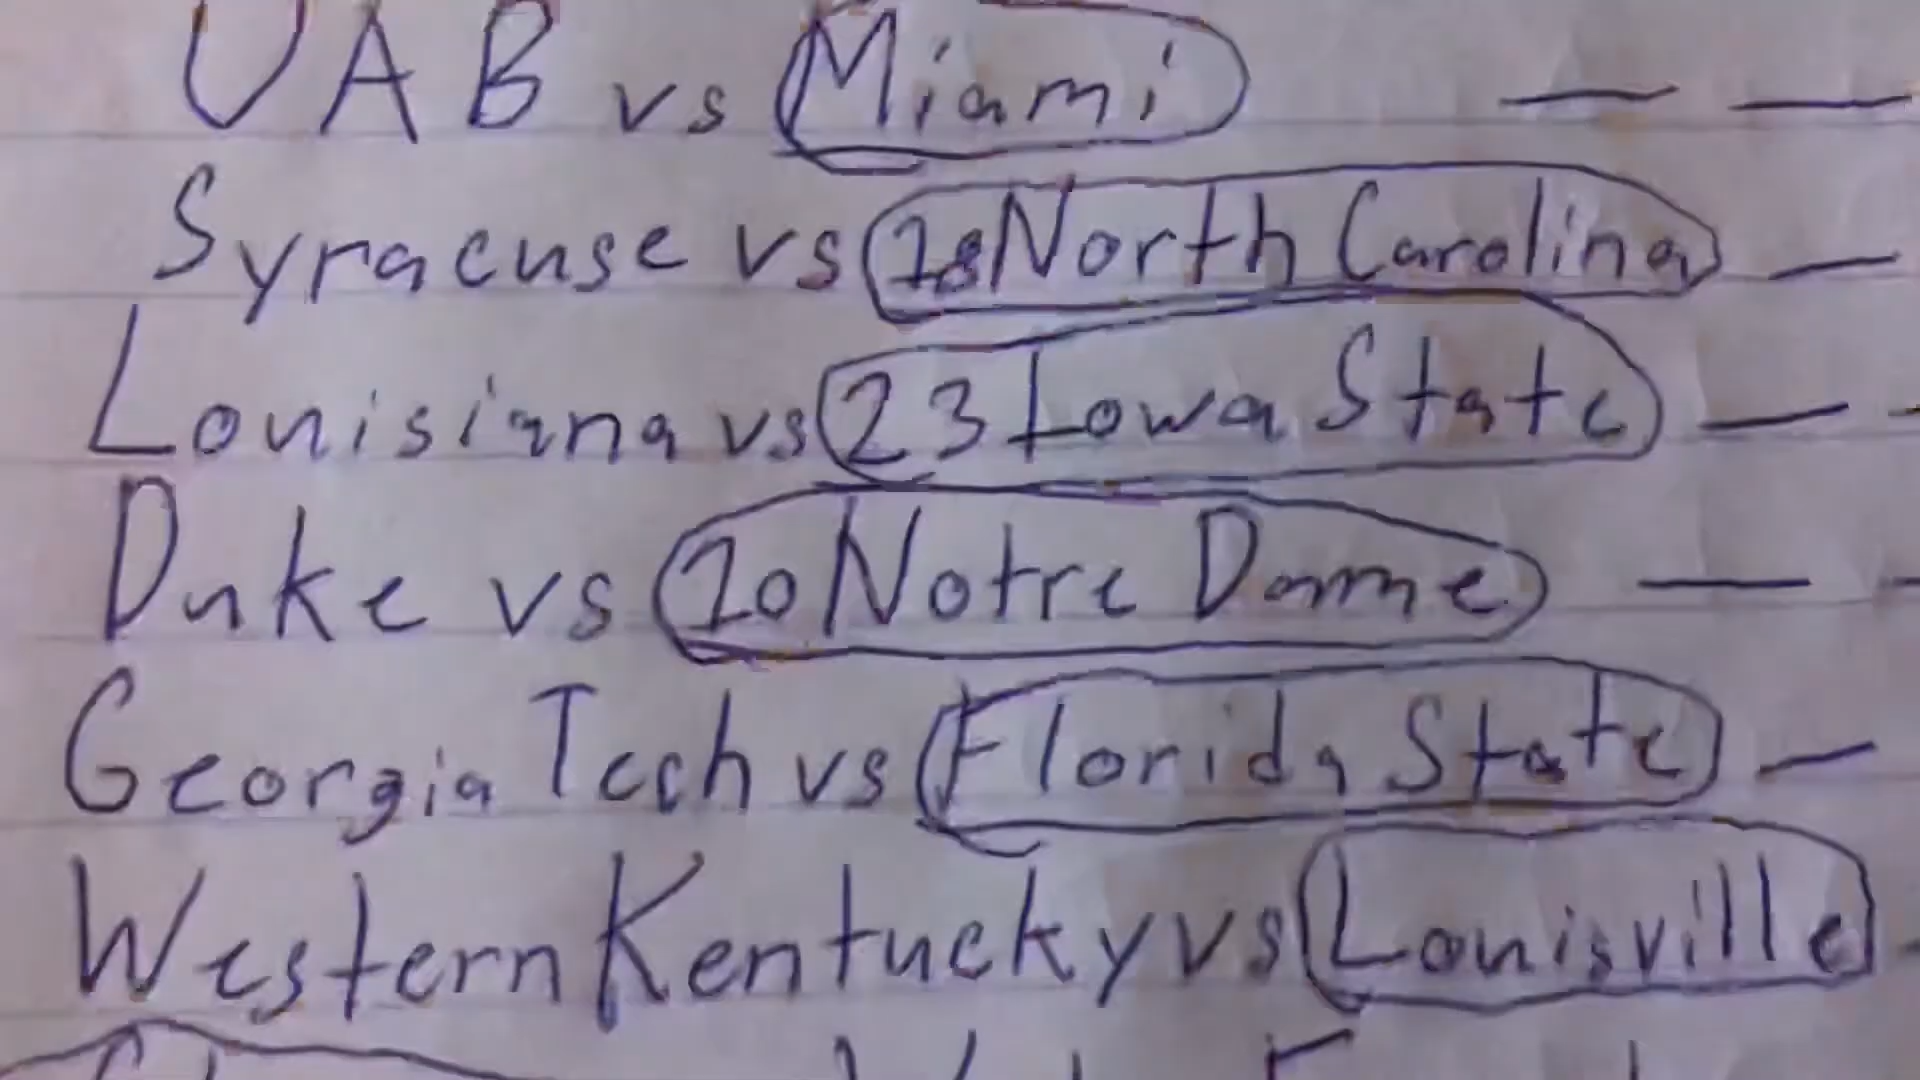 UAB vs Miami — —
Syracuse vs 18 North Carolina —
Louisiana vs 23 Iowa State — -
Duke vs 10 Notre Dame — -
Georgia Tech vs Florida State —
Western Kentucky vs Louisville -